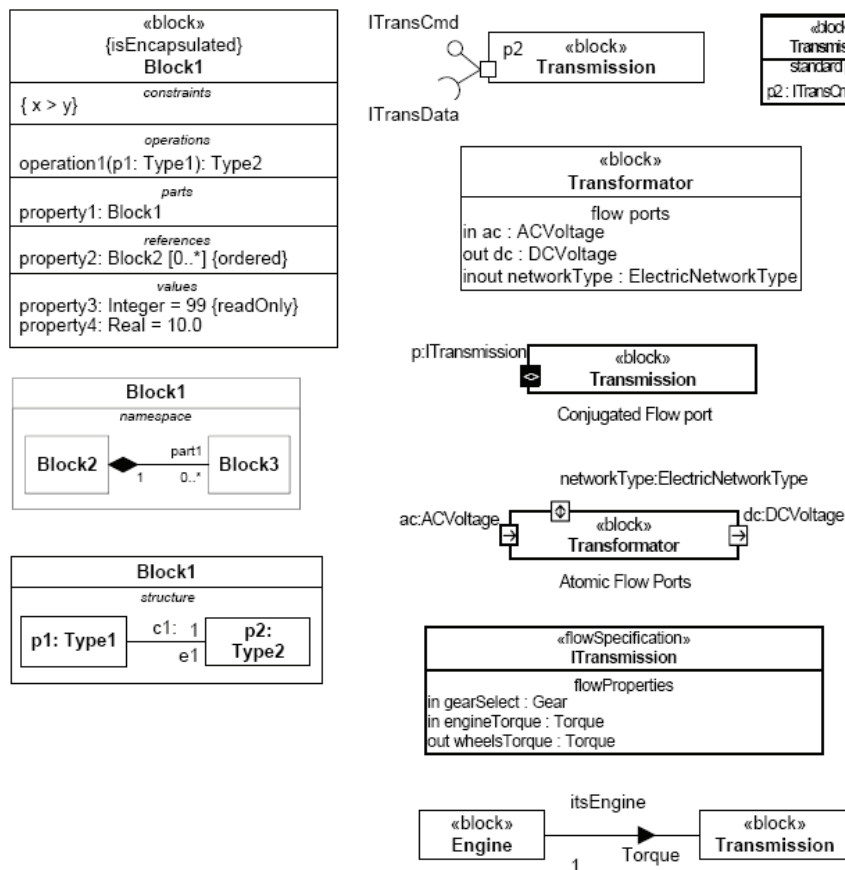 «block»
{isEncapsulated}
Block1
constraints
{ x > y}
operations
operation1(p1: Type1): Type2
parts
property1: Block1
references
property2: Block2 [0..*] {ordered}
values
property3: Integer = 99 {readOnly}
property4: Real = 10.0
Block1
namespace
Block2
part1
1
0..*
Block3
Block1
structure
p1: Type1
c1: 1
e1
p2:
Type2
ITransCmd
p2
«block»
Transmission
ITransData
standard
p2 :
«block»
Transformator
flow ports
in ac : ACVoltage
out dc : DCVoltage
inout networkType : ElectricNetworkType
p:ITransmission
<>
«block»
Transmission
Conjugated Flow port
networkType:ElectricNetworkType
ac:ACVoltage
dc:DCVoltage
«block»
Transformator
Atomic Flow Ports
«flowSpecification»
ITransmission
flowProperties
in gearSelect : Gear
in engineTorque : Torque
out wheelsTorque : Torque
itsEngine
«block»
Engine
1
Torque
«block»
Transmission